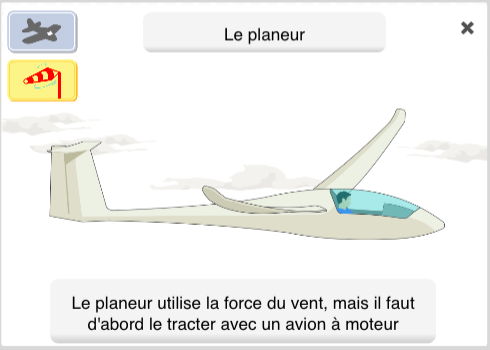 Le planeur
Le planeur utilise la force du vent, mais il faut
d'abord le tracter avec un avion à moteur